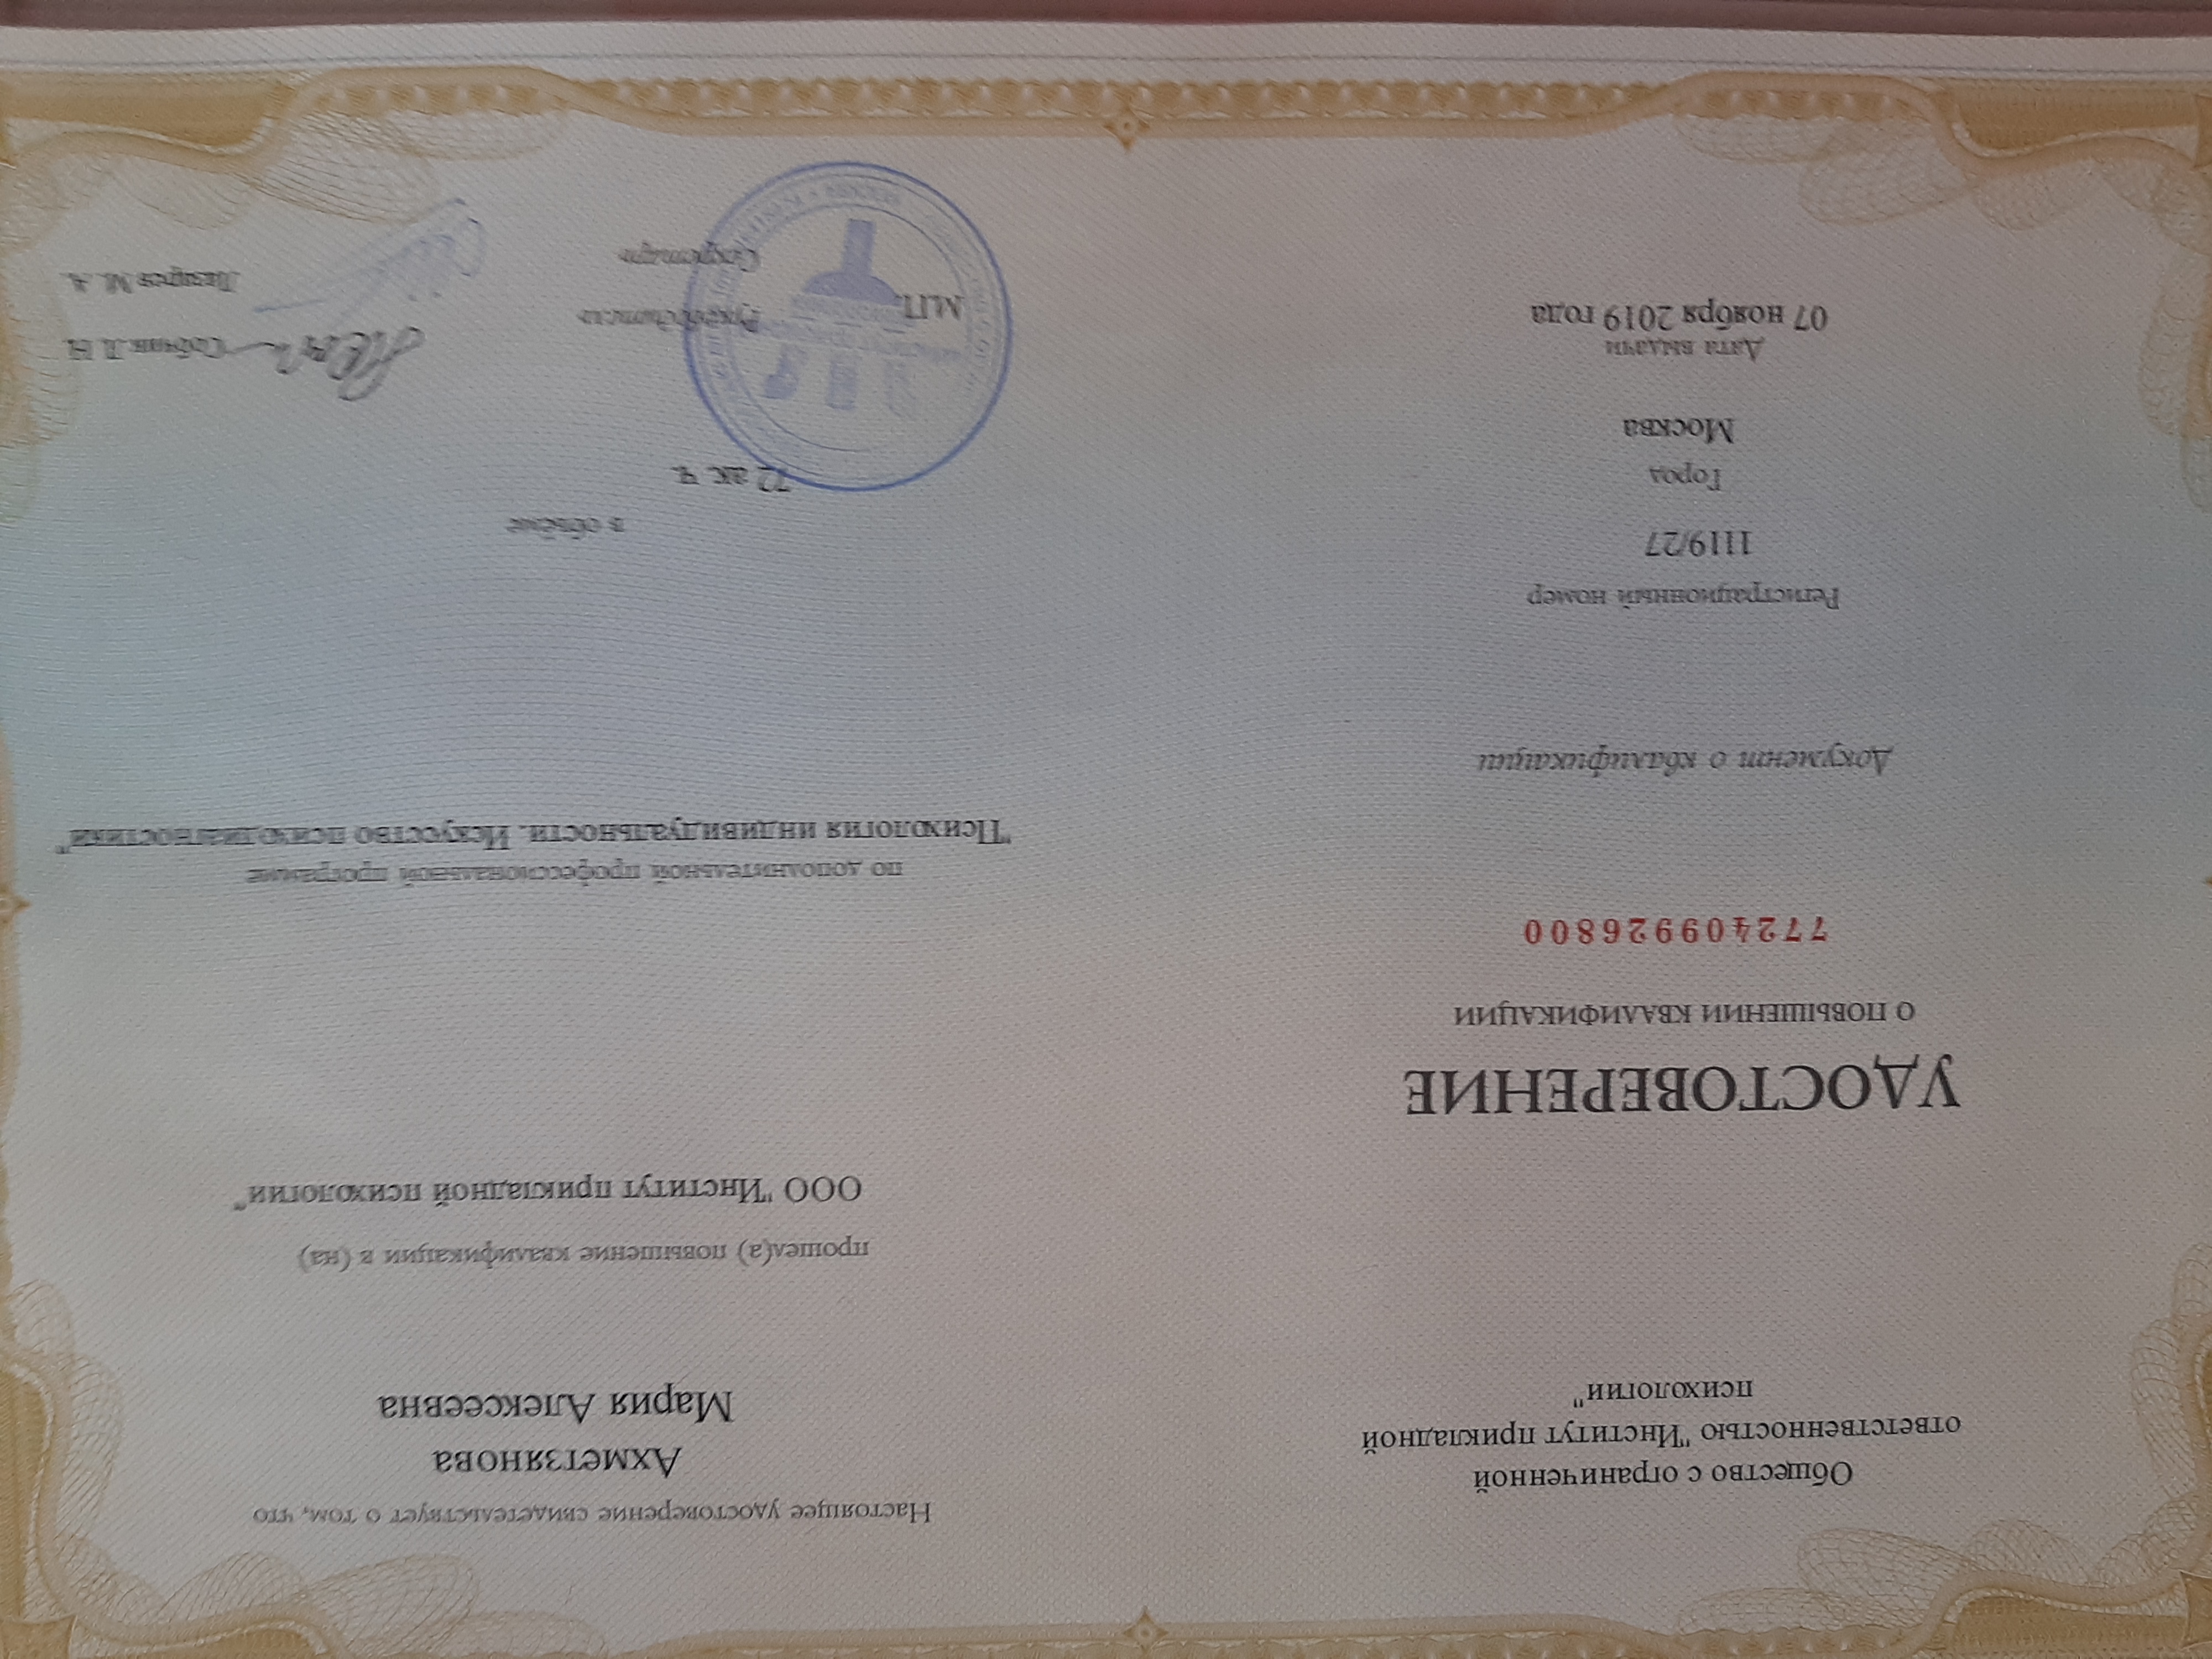 Общество с ограниченной
ответственностью "Институт прикладной
психологии"
УДОСТОВЕРЕНИЕ
О ПОВЫШЕНИИ КВАЛИФИКАЦИИ
772409926800
Документ о квалификации
Регистрационный номер
1119/27
Город
Москва
Дата выдачи
07 ноября 2019 года
Настоящее удостоверение свидетельствует о том, что
Ахметзянова
Мария Алексеевна
прошел(а) повышение квалификации в (на)
ООО "Институт прикладной психологии"
по дополнительной профессиональной программе
"Психология индивидуальности. Искусство психодиагностики"
в объёме
72 ак. ч.
М.П.
Руководитель
Собчик Л. Н.
Секретарь
Лазарев М. А.